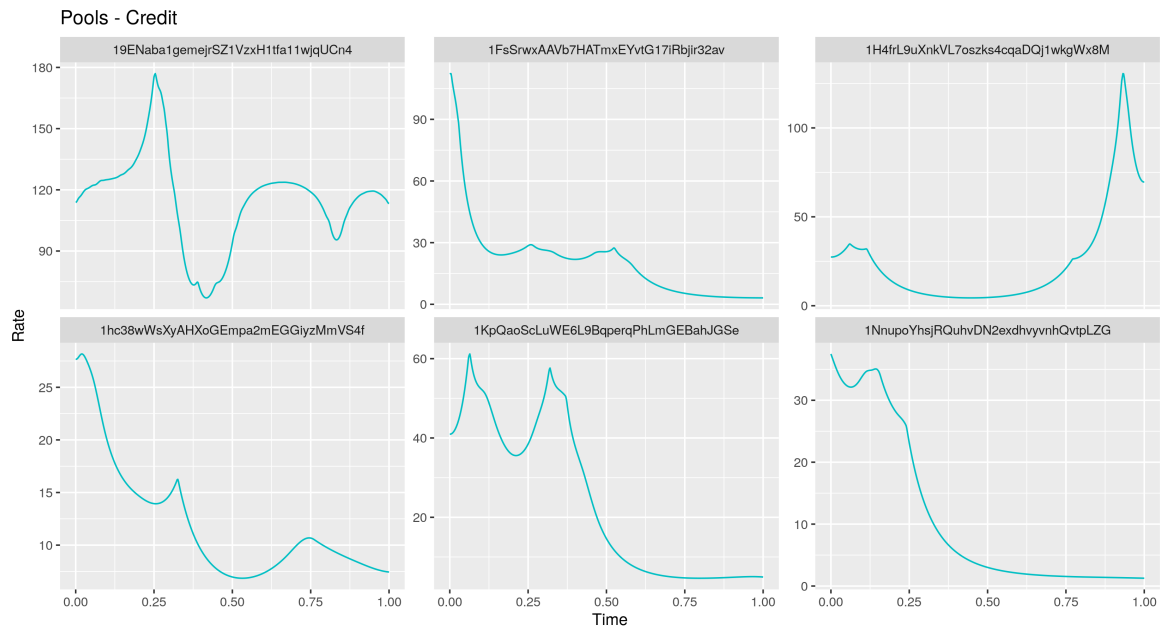 Pools - Credit
19ENaba1gemejrSZ1VzxH1tfa11wjqUCn4
1FsSrwxAAVb7HATmxEYvtG17iRbjir32av
1H4frL9uXnkVL7oszks4cqaDQj1wkgWx8M
180
150
120
90
90
60
30
0
100
50
0
Rate
1hc38wWsXyAHXoGEmpa2mEGGiyzMmVS4f
1KpQaoScLuWE6L9BqperqPhLmGEBahJGSe
1NnupoYhsjRQuhvDN2exdhvyvnhQvtpLZG
25
20
15
10
60
40
20
30
20
10
0
0.00 0.25 0.50 0.75 1.00
0.00 0.25 0.50 0.75 1.00
0.00 0.25 0.50 0.75 1.00
Time